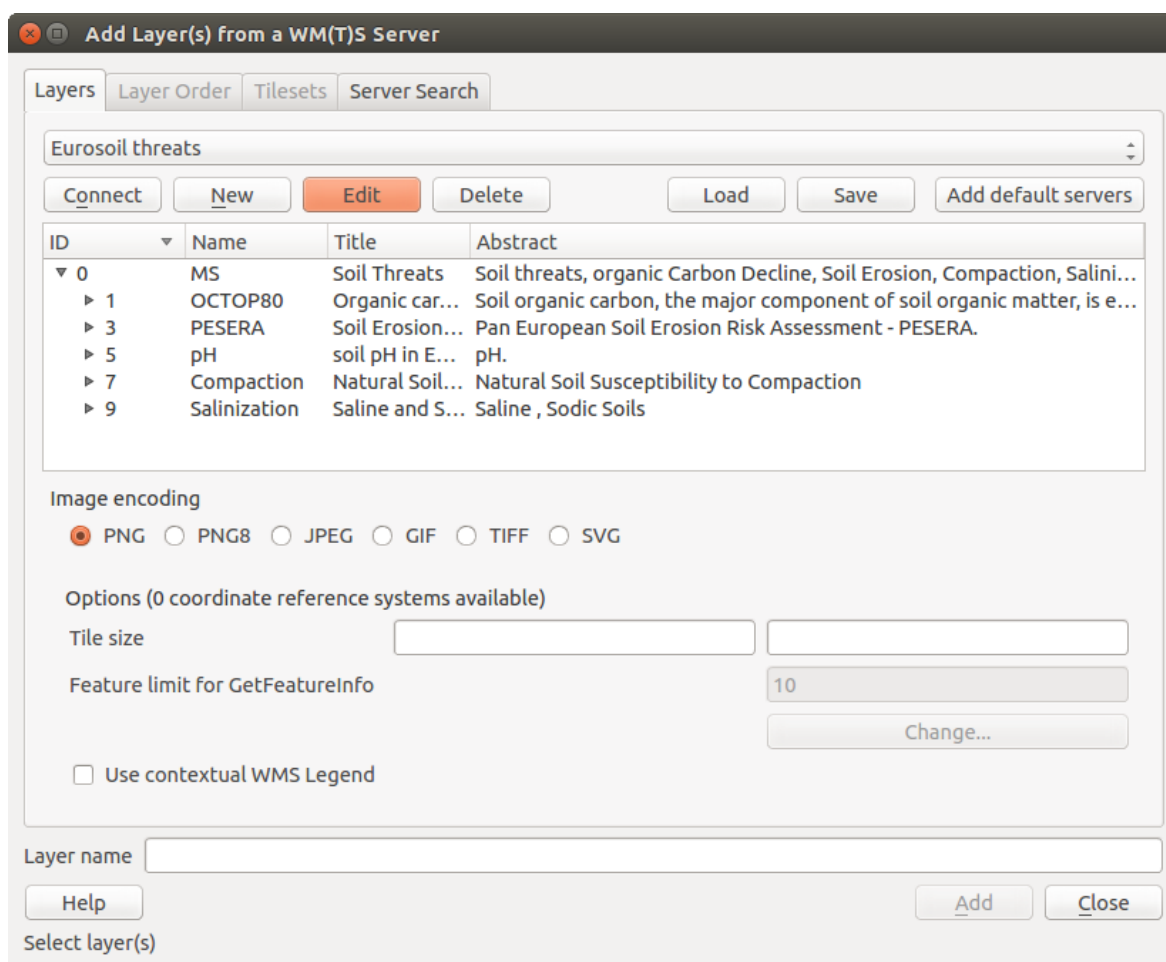 Add Layer(s) from a WM(T)S Server
Layers Layer Order Tilesets Server Search
Eurosoil threats
Connect New Edit Delete Load Save Add default servers
ID Name Title Abstract
0 MS Soil Threats Soil threats, organic Carbon Decline, Soil Erosion, Compaction, Salini...
1 OCTOP80 Organic car... Soil organic carbon, the major component of soil organic matter, is e...
3 PESERA Soil Erosion... Pan European Soil Erosion Risk Assessment - PESERA.
5 pH soil pH in E... pH.
7 Compaction Natural Soil... Natural Soil Susceptibility to Compaction
9 Salinization Saline and S... Saline , Sodic Soils
Image encoding
PNG PNG8 JPEG GIF TIFF SVG
Options (0 coordinate reference systems available)
Tile size
Feature limit for GetFeatureInfo 10
Change...
Use contextual WMS Legend
Layer name
Help Add Close
Select layer(s)